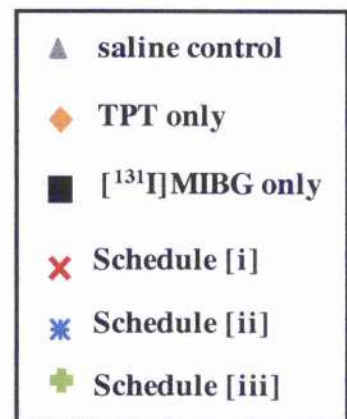 saline control
TPT only
[¹³¹I]MIBG only
Schedule [i]
Schedule [ii]
Schedule [iii]